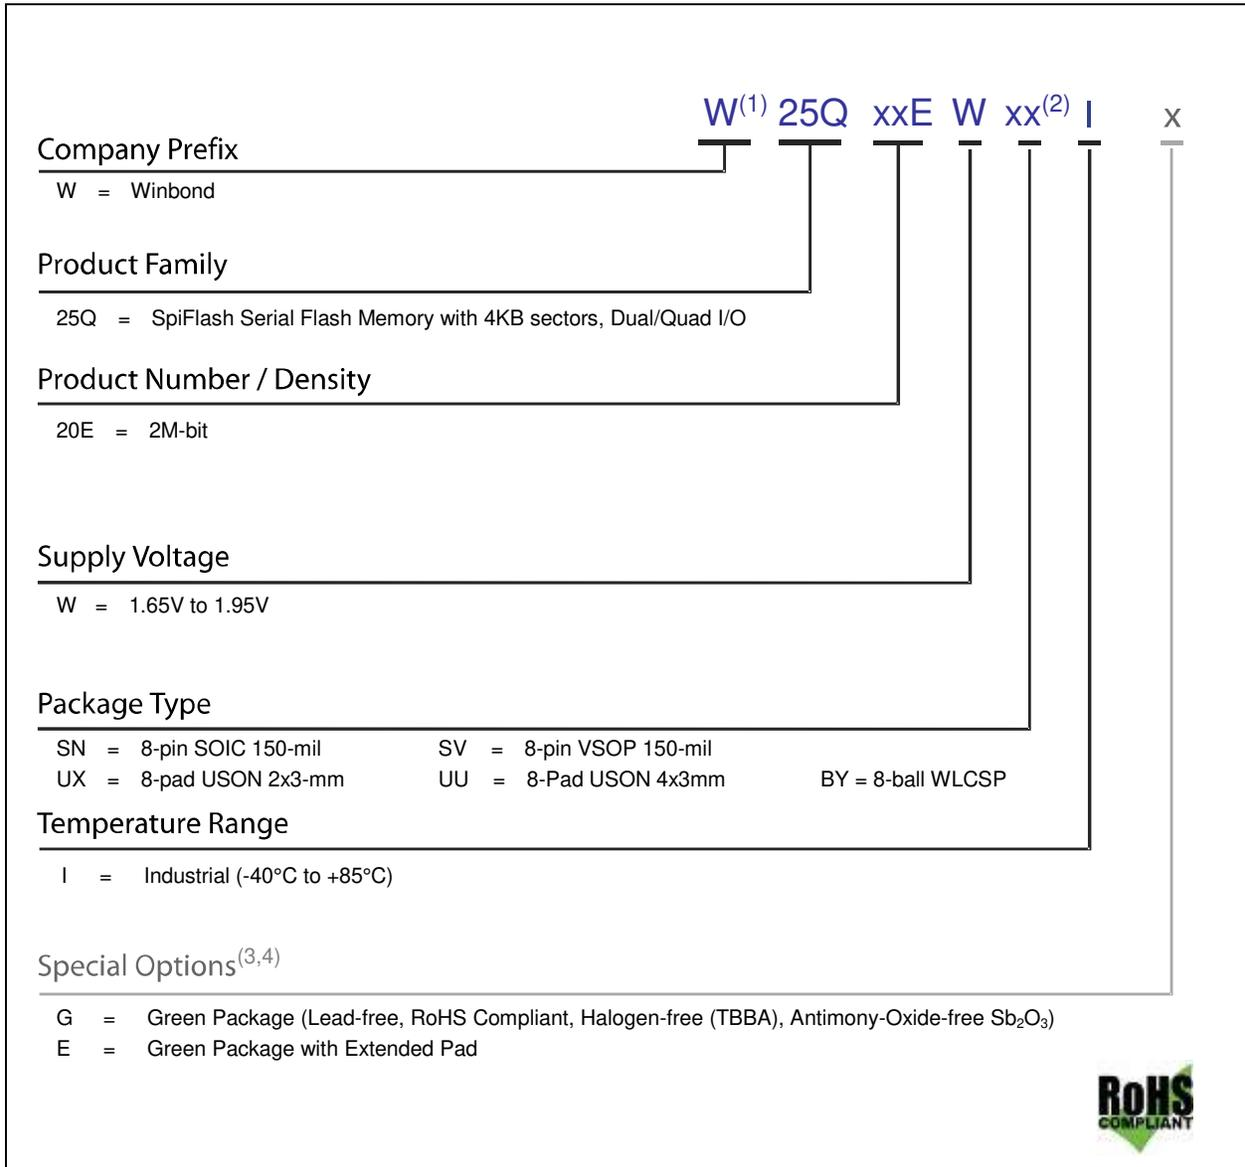 W(1) 25Q xxE W xx(2) I x
Company Prefix
W = Winbond
Product Family
25Q = SpiFlash Serial Flash Memory with 4KB sectors, Dual/Quad I/O
Product Number / Density
20E = 2M-bit
Supply Voltage
W = 1.65V to 1.95V
Package Type
SN = 8-pin SOIC 150-mil SV = 8-pin VSOP 150-mil
UX = 8-pad USON 2x3-mm UU = 8-Pad USON 4x3mm BY = 8-ball WLCSP
Temperature Range
I = Industrial (-40°C to +85°C)
Special Options(3,4)
G = Green Package (Lead-free, RoHS Compliant, Halogen-free (TBBA), Antimony-Oxide-free Sb₂O₃)
E = Green Package with Extended Pad
RoHS
COMPLIANT